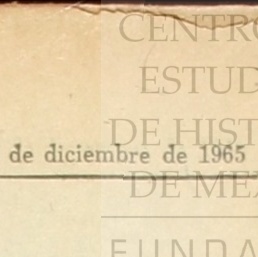 CENTRO
ESTUD
DE HIST
de diciembre de 1965
DE ME
FUNDA